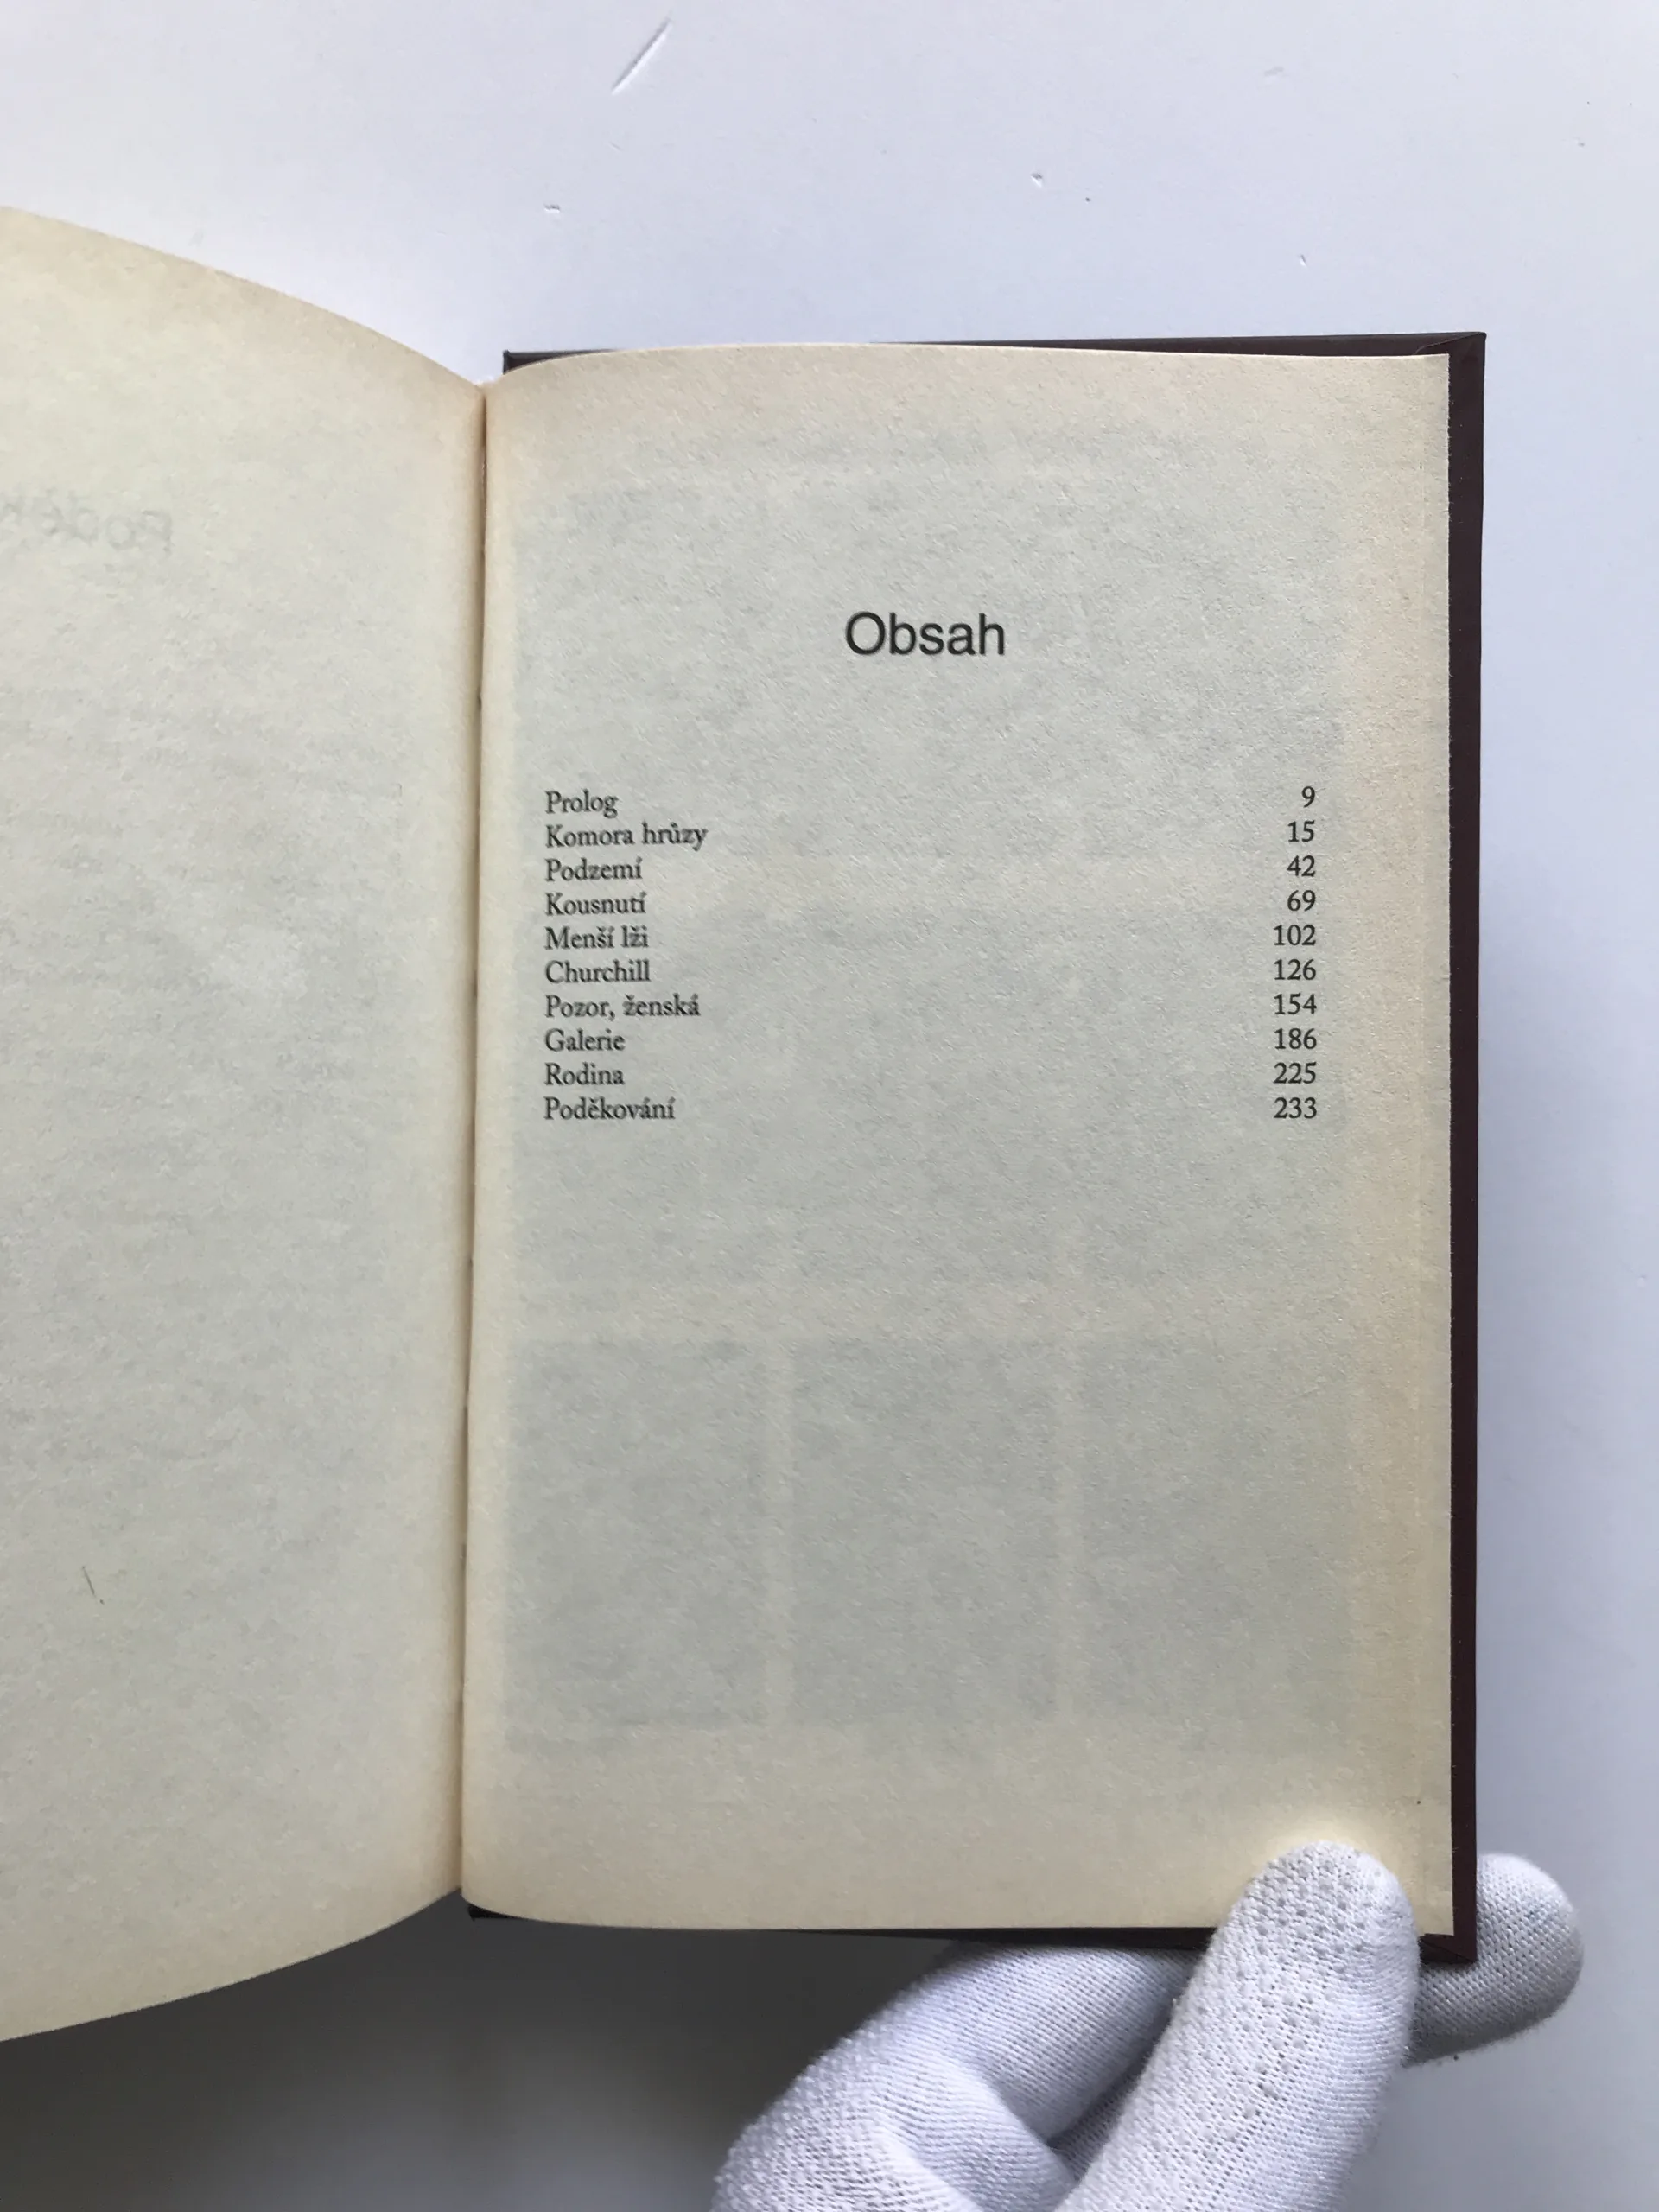 Obsah
Prolog 9
Komora hrůzy 15
Podzemí 42
Kousnutí 69
Menší lži 102
Churchill 126
Pozor, ženská 154
Galerie 186
Rodina 225
Poděkování 233